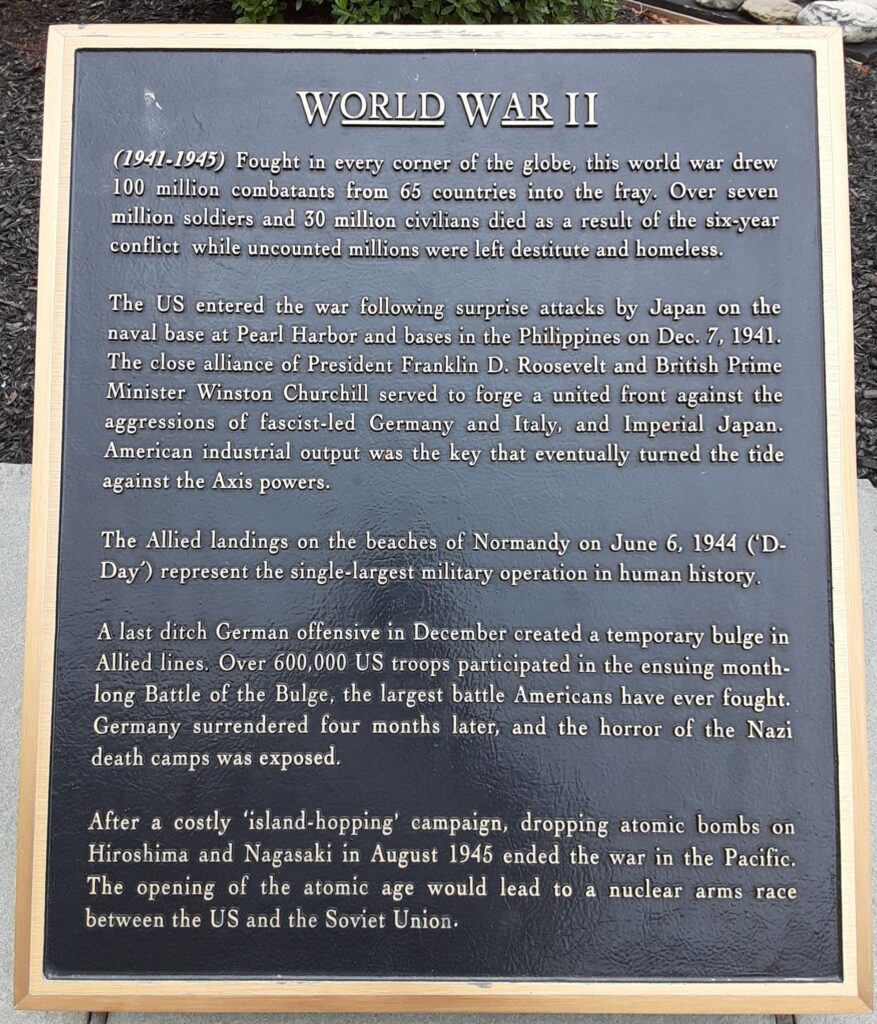 WORLD WAR II
(1941-1945) Fought in every corner of the globe, this world war drew
100 million combatants from 65 countries into the fray. Over seven
million soldiers and 30 million civilians died as a result of the six-year
conflict while uncounted millions were left destitute and homeless.
The US entered the war following surprise attacks by Japan on the
naval base at Pearl Harbor and bases in the Philippines on Dec. 7, 1941.
The close alliance of President Franklin D. Roosevelt and British Prime
Minister Winston Churchill served to forge a united front against the
aggressions of fascist-led Germany and Italy, and Imperial Japan.
American industrial output was the key that eventually turned the tide
against the Axis powers.
The Allied landings on the beaches of Normandy on June 6, 1944 ('D-
Day') represent the single-largest military operation in human history.
A last ditch German offensive in December created a temporary bulge in
Allied lines. Over 600,000 US troops participated in the ensuing month-
long Battle of the Bulge, the largest battle Americans have ever fought.
Germany surrendered four months later, and the horror of the Nazi
death camps was exposed.
After a costly 'island-hopping' campaign, dropping atomic bombs on
Hiroshima and Nagasaki in August 1945 ended the war in the Pacific.
The opening of the atomic age would lead to a nuclear arms race
between the US and the Soviet Union.